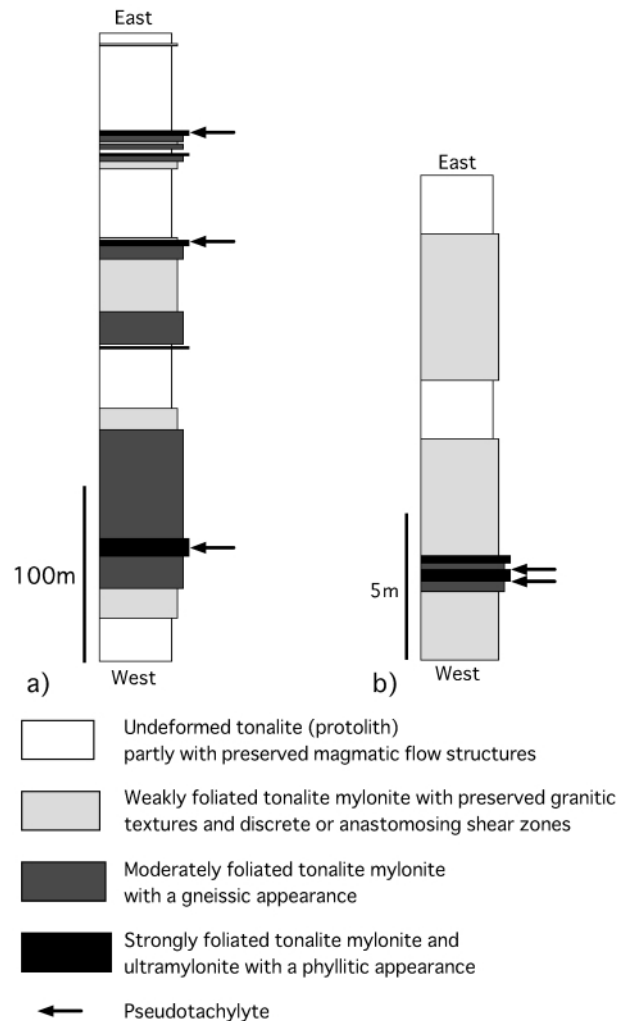 East
East
100m
5m
a)
West
b)
West
Undeformed tonalite (protolith)
partly with preserved magmatic flow structures
Weakly foliated tonalite mylonite with preserved granitic
textures and discrete or anastomosing shear zones
Moderately foliated tonalite mylonite
with a gneissic appearance
Strongly foliated tonalite mylonite and
ultramylonite with a phyllitic appearance
Pseudotachylyte